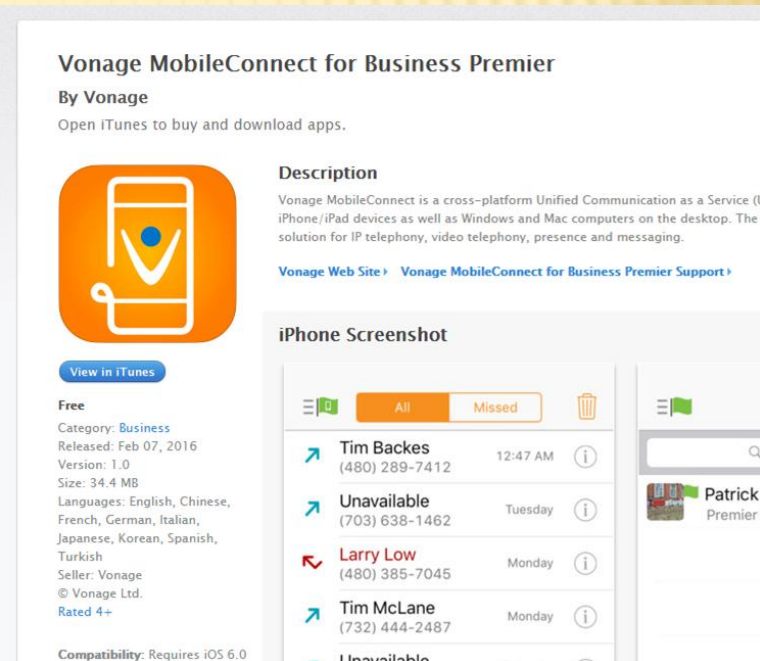 Vonage MobileConnect for Business Premier
By Vonage
Open iTunes to buy and download apps.
Description
Vonage MobileConnect is a cross-platform Unified Communication as a Service (U
iPhone/iPad devices as well as Windows and Mac computers on the desktop. The
solution for IP telephony, video telephony, presence and messaging.
Vonage Web Site Vonage MobileConnect for Business Premier Support
View in iTunes
Free
Category: Business
Released: Feb 07, 2016
Version: 1.0
Size: 34.4 MB
Languages: English, Chinese,
French, German, Italian,
Japanese, Korean, Spanish,
Turkish
Seller: Vonage
© Vonage Ltd.
Rated 4+
Compatibility: Requires iOS 6.0
iPhone Screenshot
All Missed
Tim Backes
(480) 289-7412
12:47 AM
Unavailable
(703) 638-1462
Tuesday
Larry Low
(480) 385-7045
Monday
Tim McLane
(732) 444-2487
Monday
Unavailable
Patrick
Premier